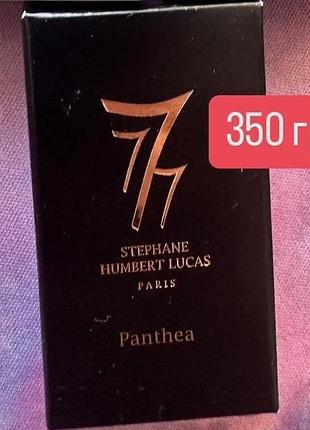 777
350 г
STEPHANE
HUMBERT LUCAS
PARIS
Panthea